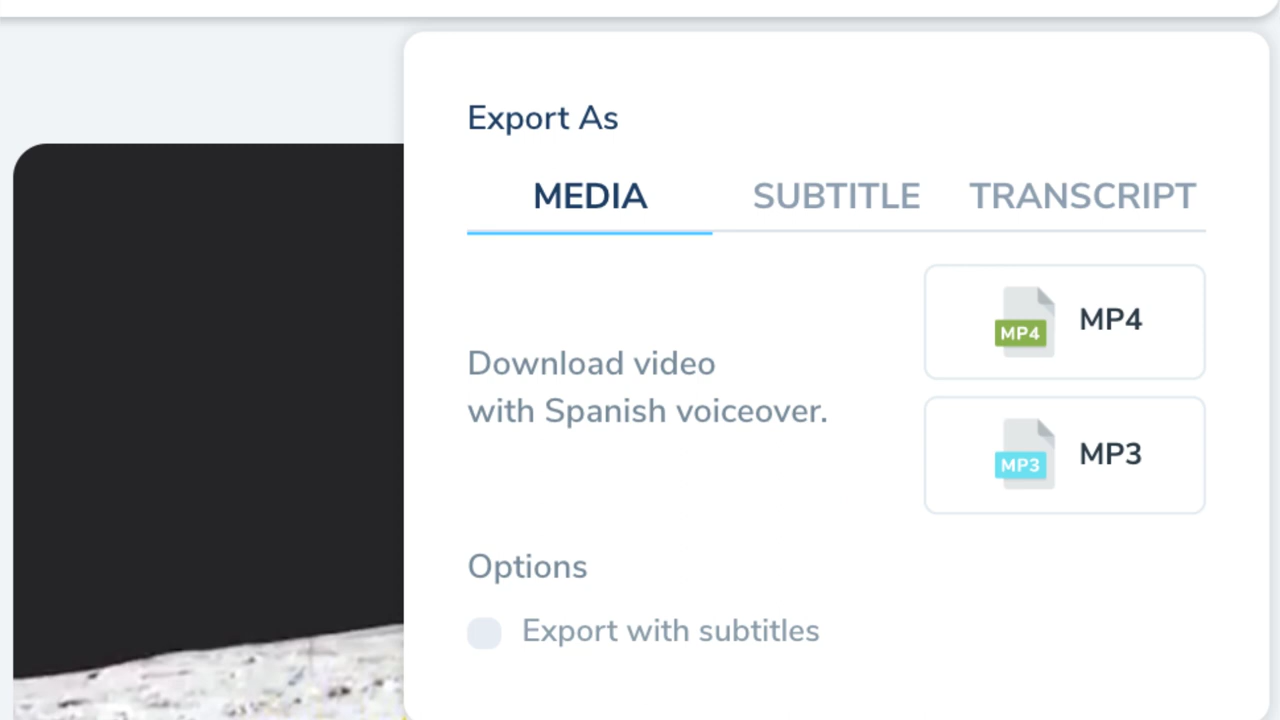 Export As
MEDIA SUBTITLE TRANSCRIPT
MP4 MP4
Download video
with Spanish voiceover.
MP3 MP3
Options
Export with subtitles